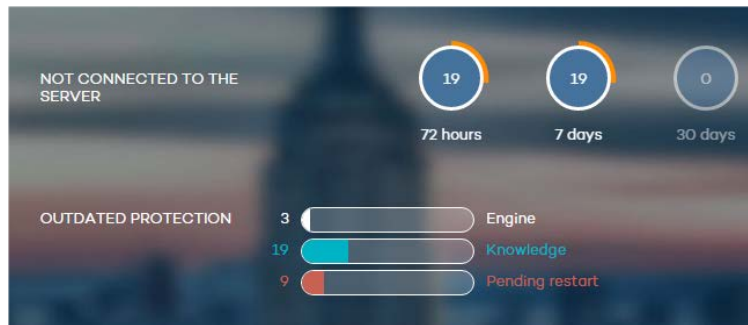 NOT CONNECTED TO THE
SERVER
19
19
0
72 hours
7 days
30 days
OUTDATED PROTECTION
3
Engine
19
Knowledge
9
Pending restart